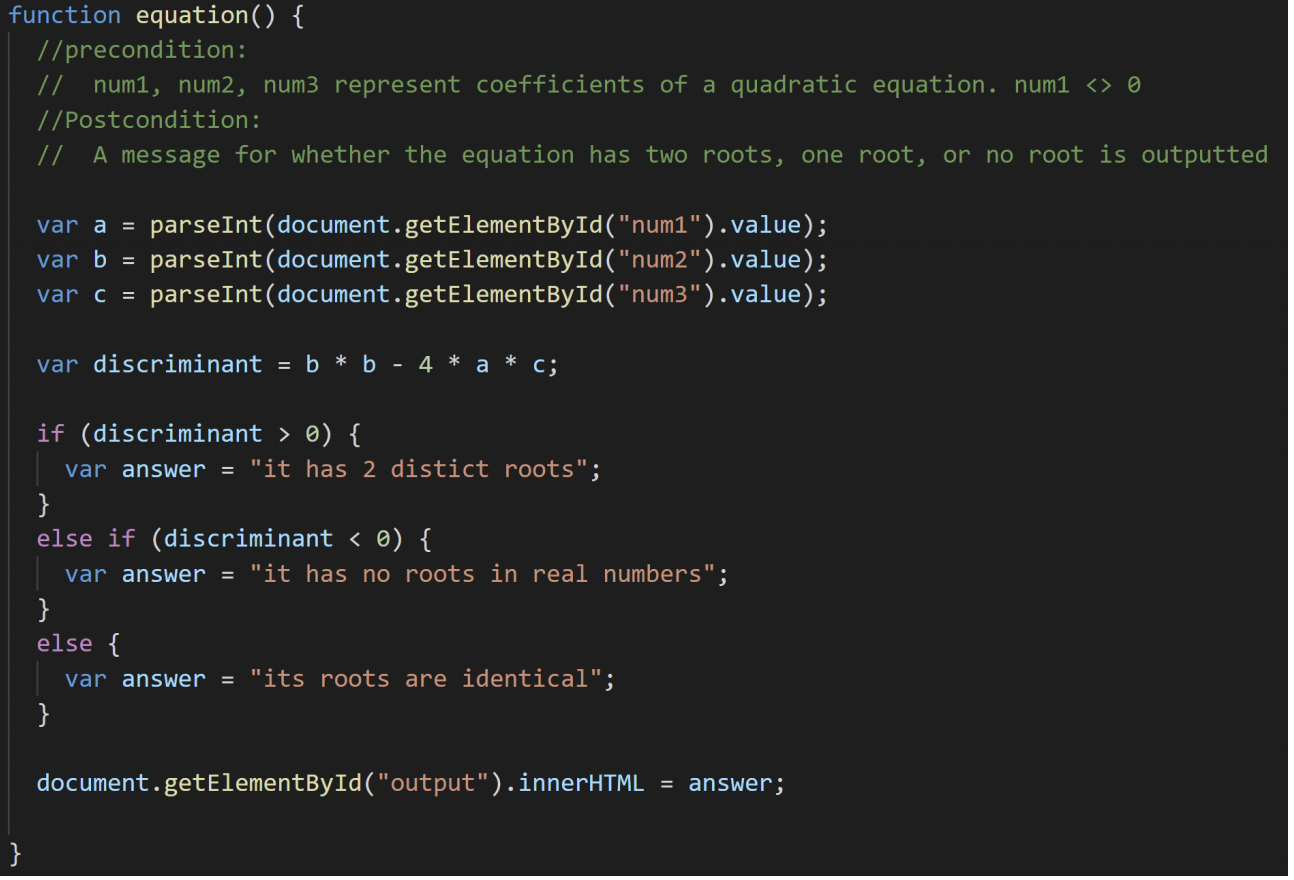 function equation() {
//precondition:
//  num1, num2, num3 represent coefficients of a quadratic equation. num1 <> 0
//Postcondition:
//  A message for whether the equation has two roots, one root, or no root is outputted
var a = parseInt(document.getElementById("num1").value);
var b = parseInt(document.getElementById("num2").value);
var c = parseInt(document.getElementById("num3").value);
var discriminant = b * b - 4 * a * c;
if (discriminant > 0) {
var answer = "it has 2 distict roots";
}
else if (discriminant < 0) {
var answer = "it has no roots in real numbers";
}
else {
var answer = "its roots are identical";
}
document.getElementById("output").innerHTML = answer;
}